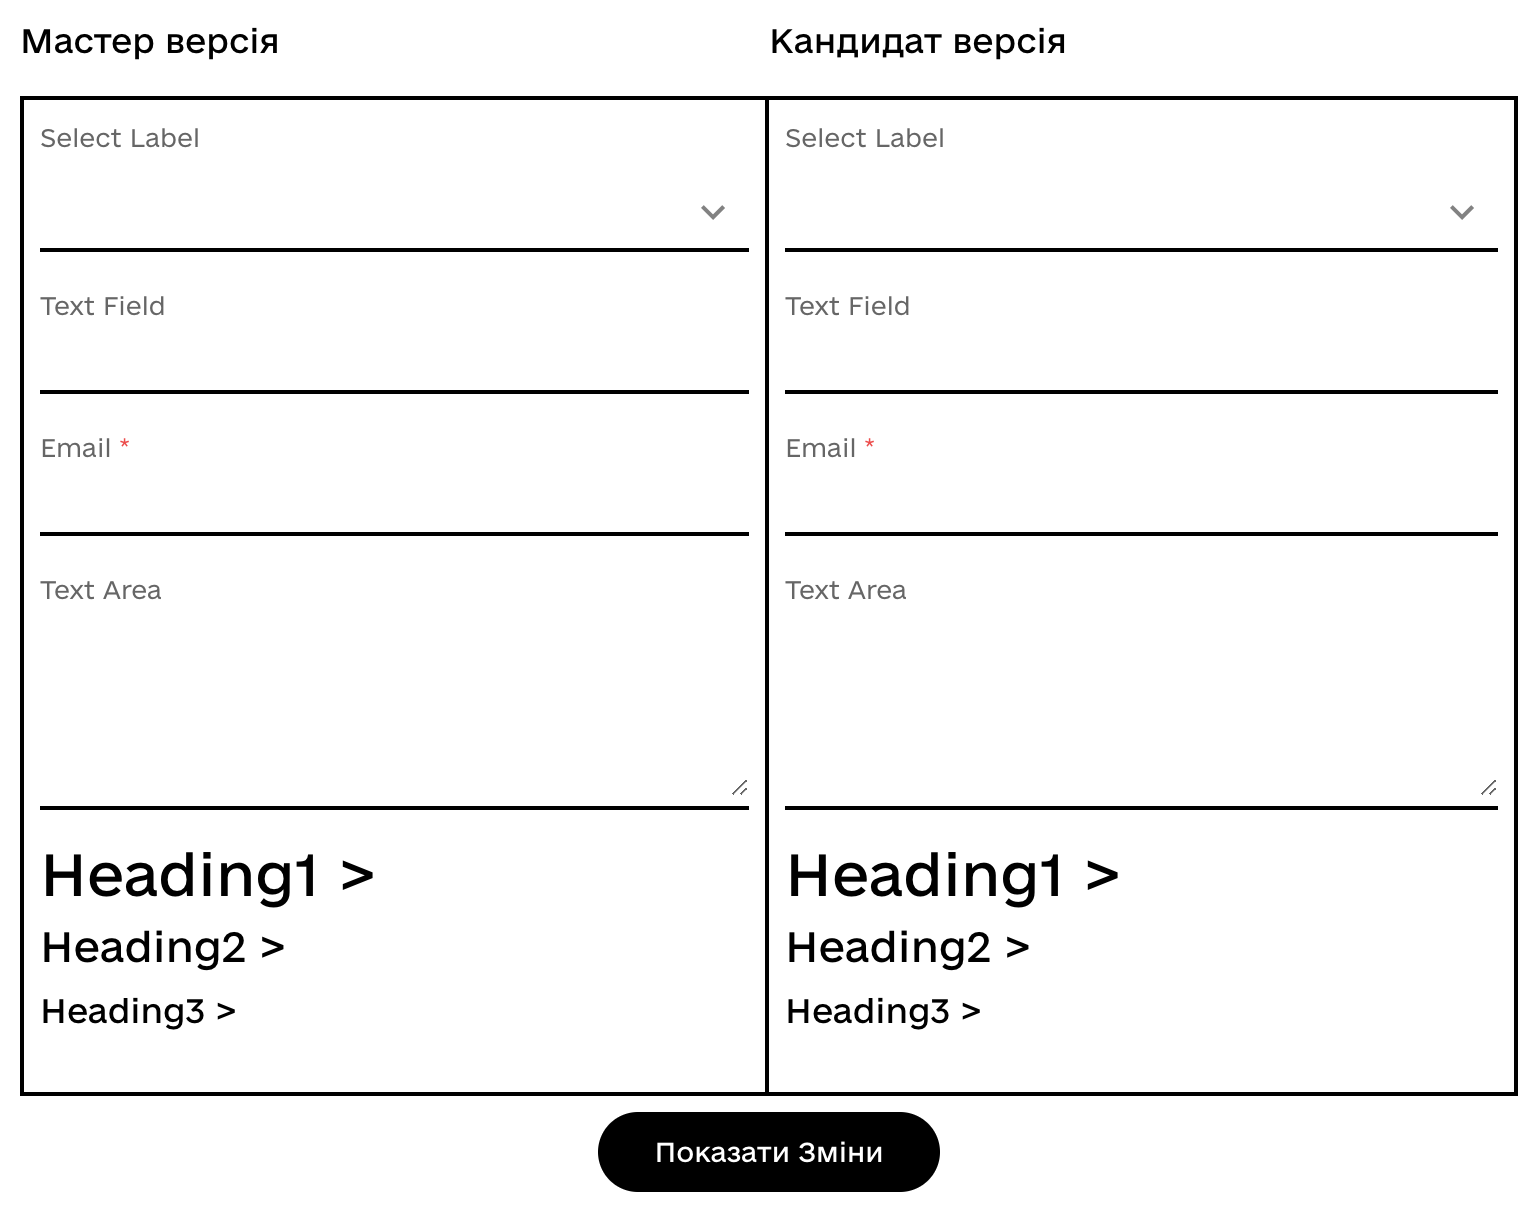 Мастер версія
Кандидат версія
Select Label
Text Field
Email *
Text Area
Heading1 >
Heading2 >
Heading3 >
Select Label
Text Field
Email *
Text Area
Heading1 >
Heading2 >
Heading3 >
Показати Зміни